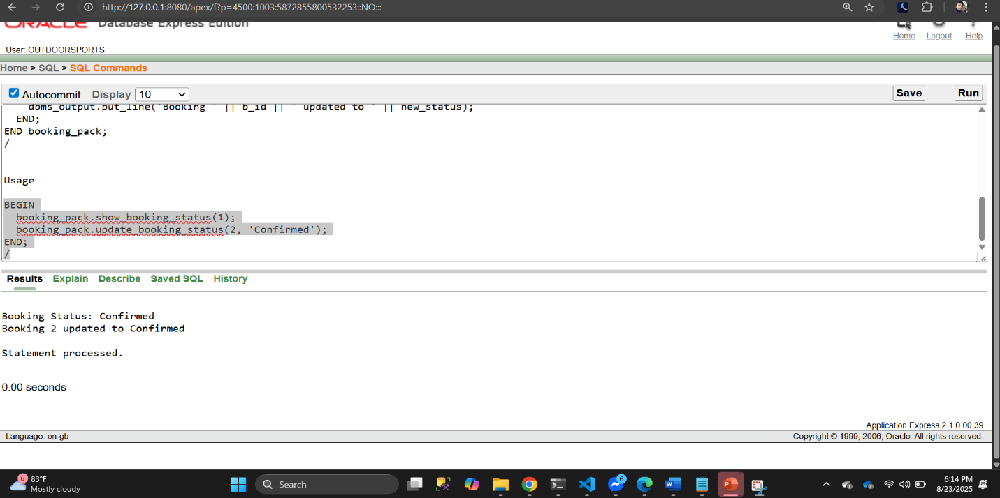 http://127.0.0.1:8080/apex/f?p=4500:1003:5872855800532253::NO:::
ORACLE Database Express Edition
Home Logout Help
User: OUTDOORSPORTS
Home > SQL > SQL Commands
Autocommit Display 10 Save Run
dbms_output.put_line('Booking ' || b_id || ' updated to ' || new_status);
END;
END booking_pack;
/
Usage
BEGIN
booking_pack.show_booking_status(1);
booking_pack.update_booking_status(2, 'Confirmed');
END;
/
Results Explain Describe Saved SQL History
Booking Status: Confirmed
Booking 2 updated to Confirmed
Statement processed.
0.00 seconds
Application Express 2.1.0.00.39
Language: en-gb Copyright © 1999, 2006, Oracle. All rights reserved.
6 83°F
Mostly cloudy
Search
6
W
P
6:14 PM
8/23/2025